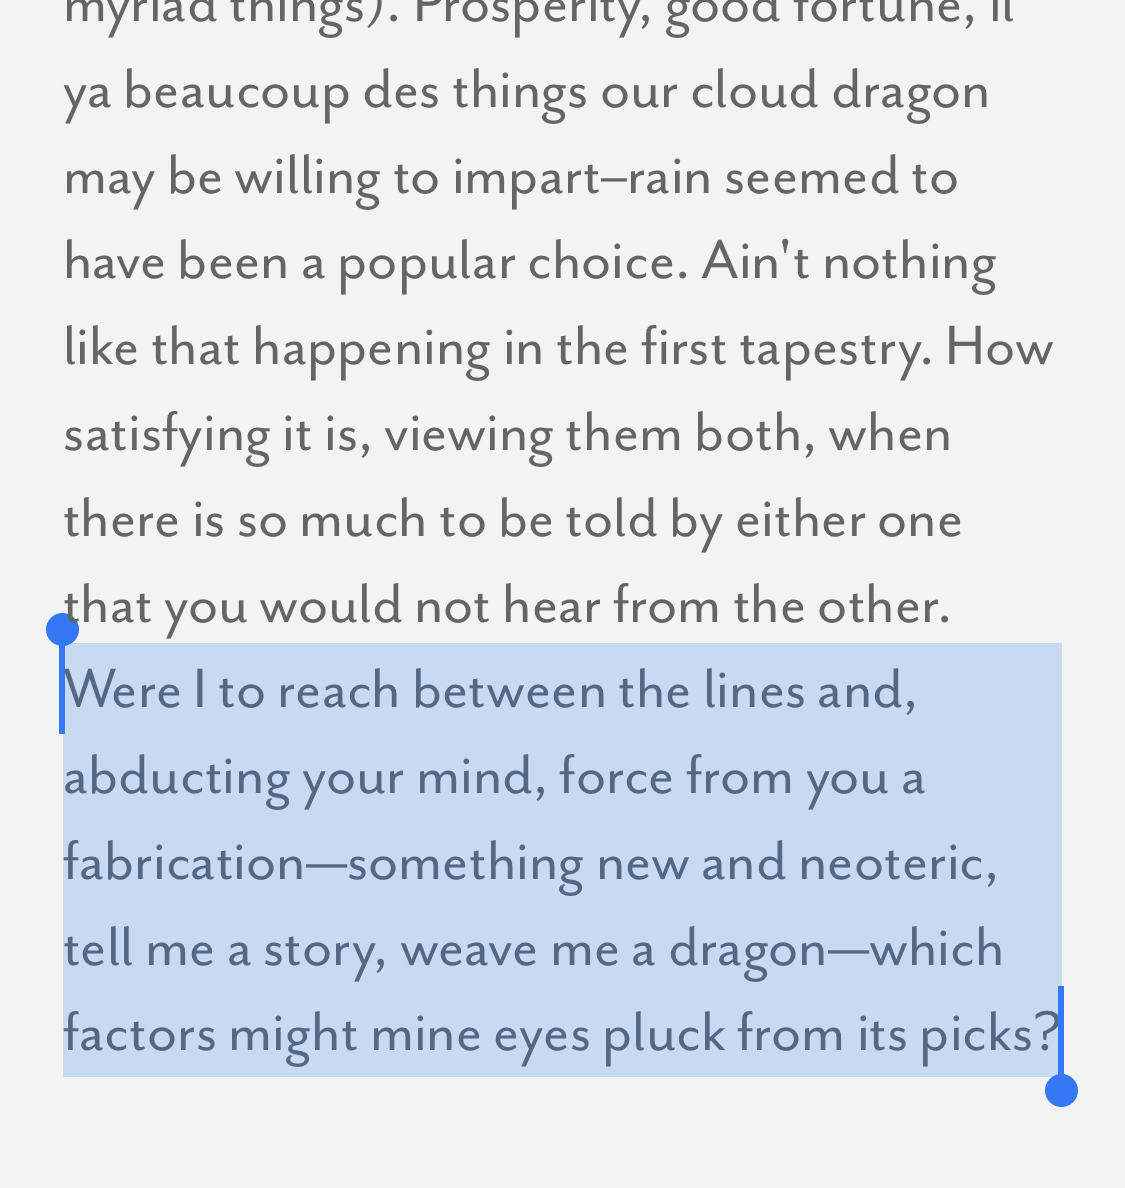 myriad things). Prosperity, good fortune, il
ya beaucoup des things our cloud dragon
may be willing to impart–rain seemed to
have been a popular choice. Ain't nothing
like that happening in the first tapestry. How
satisfying it is, viewing them both, when
there is so much to be told by either one
that you would not hear from the other.
Were I to reach between the lines and,
abducting your mind, force from you a
fabrication—something new and neoteric,
tell me a story, weave me a dragon—which
factors might mine eyes pluck from its picks?